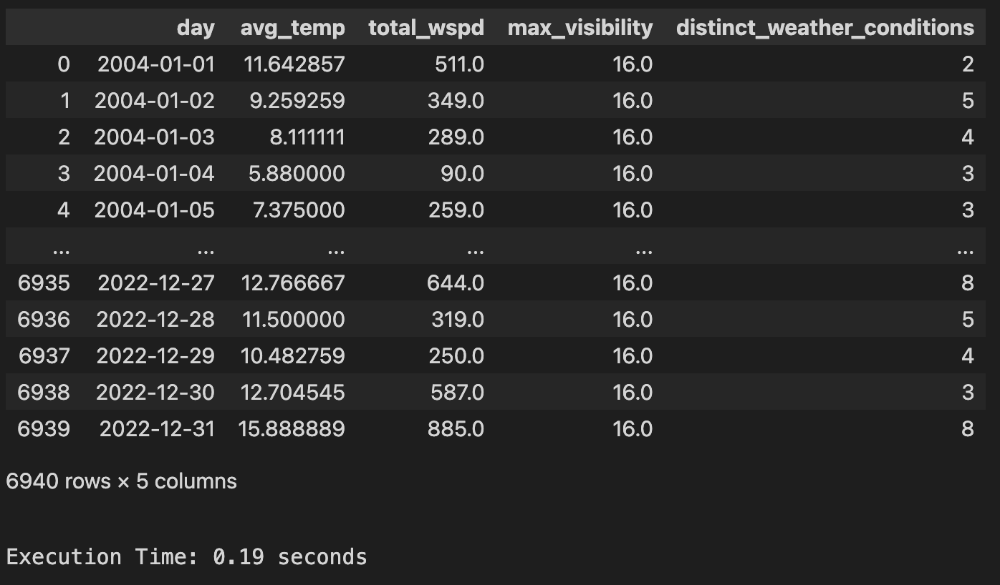 day avg_temp total_wspd max_visibility distinct_weather_conditions
0 2004-01-01 11.642857 511.0 16.0 2
1 2004-01-02 9.259259 349.0 16.0 5
2 2004-01-03 8.111111 289.0 16.0 4
3 2004-01-04 5.880000 90.0 16.0 3
4 2004-01-05 7.375000 259.0 16.0 3
... ... ... ... ... ...
6935 2022-12-27 12.766667 644.0 16.0 8
6936 2022-12-28 11.500000 319.0 16.0 5
6937 2022-12-29 10.482759 250.0 16.0 4
6938 2022-12-30 12.704545 587.0 16.0 3
6939 2022-12-31 15.888889 885.0 16.0 8
6940 rows × 5 columns
Execution Time: 0.19 seconds